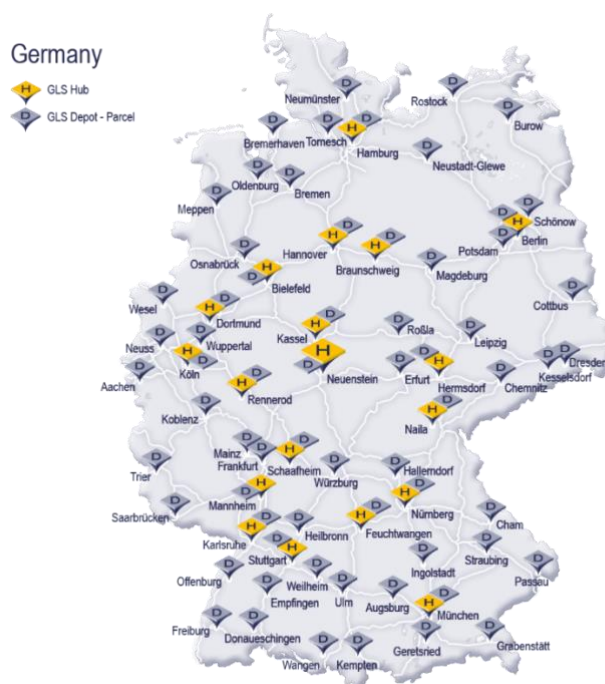 Germany
H GLS Hub
D GLS Depot - Parcel
Neumünster
Rostock
Burow
Bremerhaven
Tornesch
Hamburg
Neustadt-Glewe
Oldenburg
Bremen
Meppen
Schönow
Potsdam
Berlin
Osnabrück
Hannover
Braunschweig
Magdeburg
Bielefeld
Cottbus
Wesel
Dortmund
Kassel
Roßla
Leipzig
Neuss
Wuppertal
Dresden
Kesselsdorf
Aachen
Köln
Neuenstein
Erfurt
Hermsdorf
Chemnitz
Rennerod
Koblenz
Naila
Mainz
Frankfurt
Schaafheim
Hallerndorf
Trier
Würzburg
Mannheim
Saarbrücken
Nürnberg
Cham
Karlsruhe
Heilbronn
Feuchtwangen
Straubing
Stuttgart
Offenburg
Weilheim
Ingolstadt
Passau
Empfingen
Ulm
Augsburg
München
Freiburg
Donaueschingen
Geretsried
Grabenstätt
Wangen
Kempten